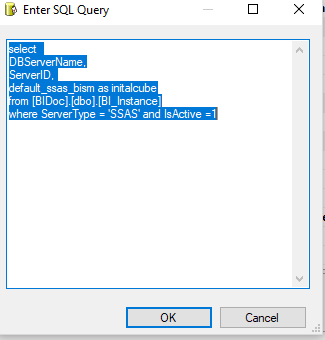 Enter SQL Query
select
DBServerName,
ServerID,
default_ssas_bism as initalcube
from [BIDoc].[dbo].[BI_Instance]
where ServerType = 'SSAS' and IsActive =1
OK
Cancel